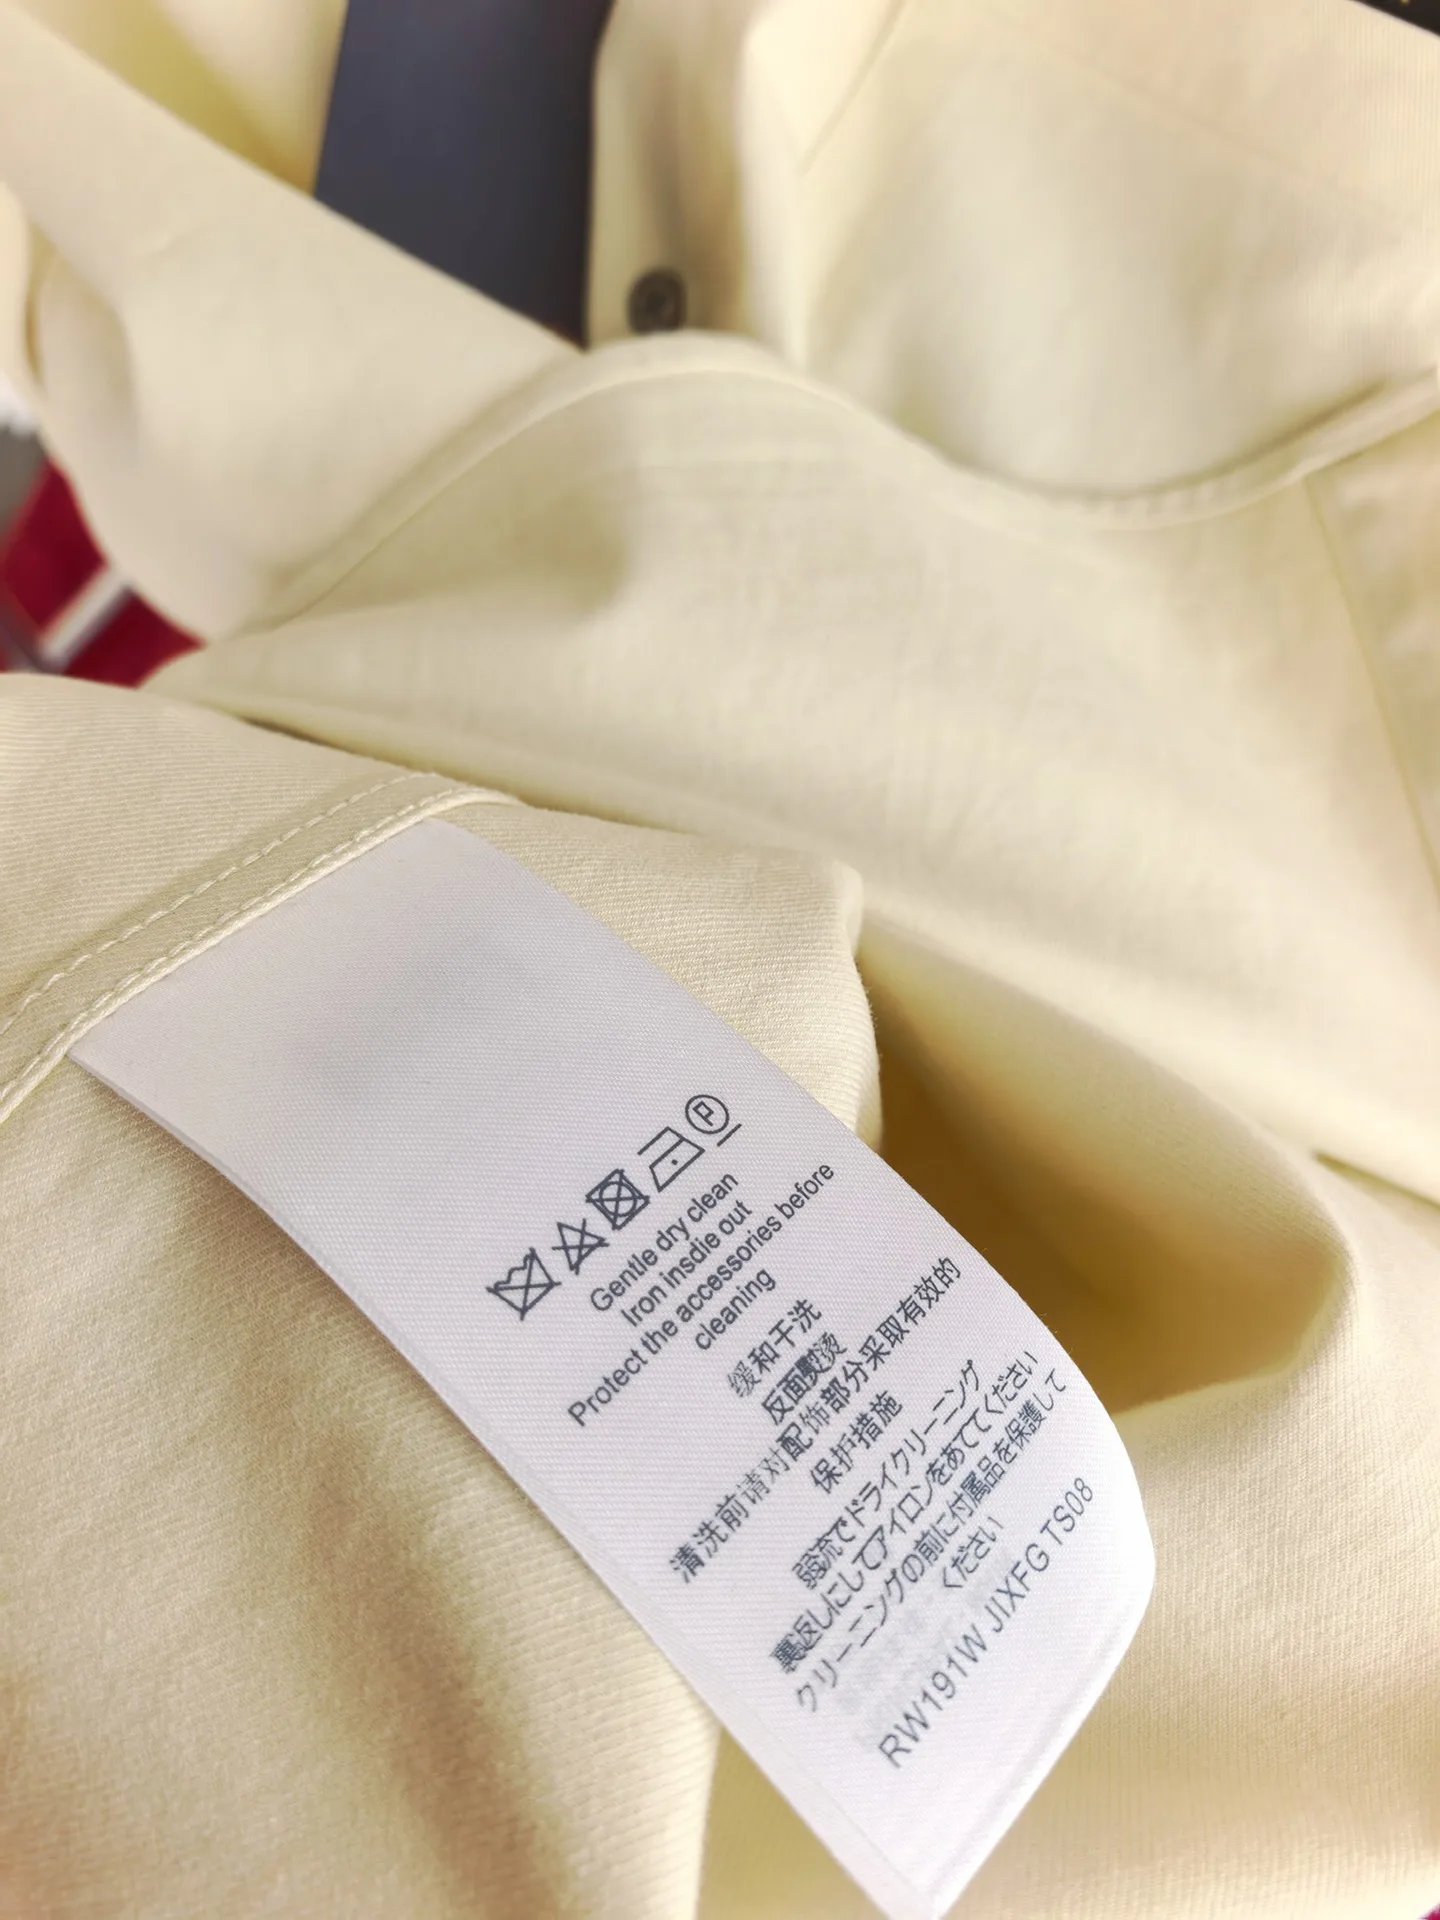 Gentle dry clean
Iron insdie out
Protect the accessories before
cleaning
缓和干洗
反面熨烫
清洗前请对配饰部分采取有效的
保护措施
弱流でドライクリーニング
裏返しにしてアイロンをあててください
クリーニングの前に付属品を保護して
ください
RW191W JIXFG TS08